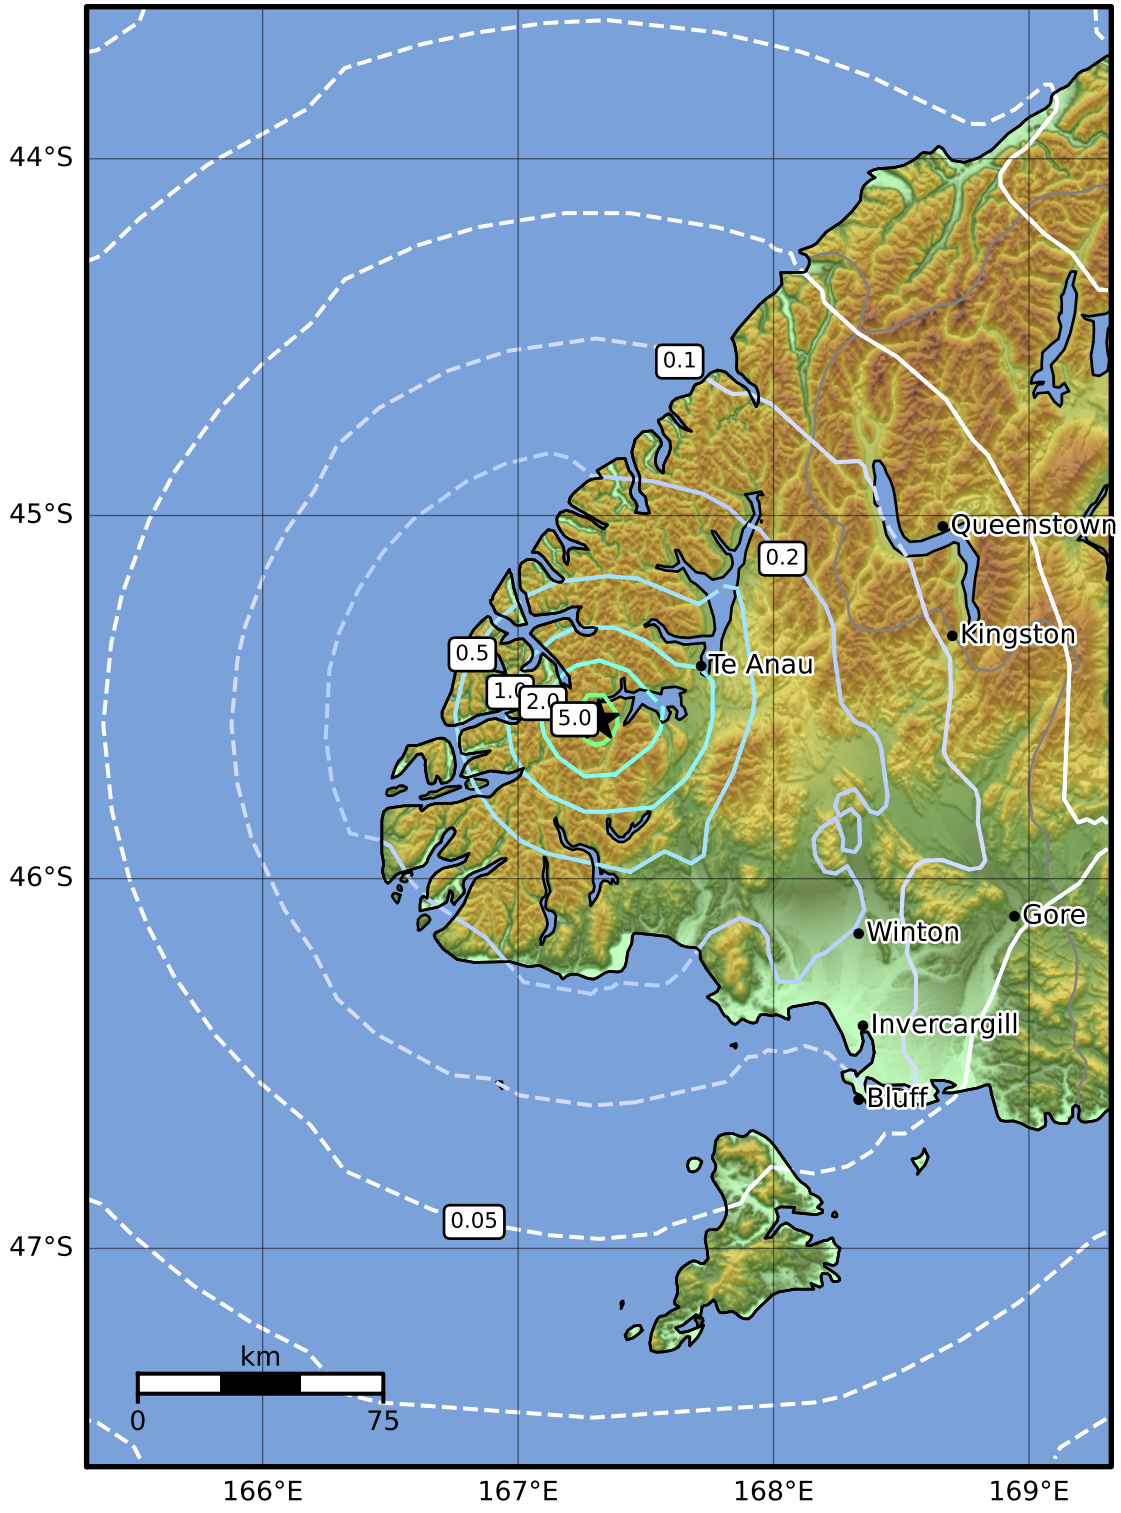 44°S
0.1
45°S
Queenstown
0.2
Kingston
0.5
Te Anau
1.0
2.0
5.0
46°S
Gore
Winton
Invercargill
Bluff
0.05
47°S
km
0 75
166°E 167°E 168°E 169°E